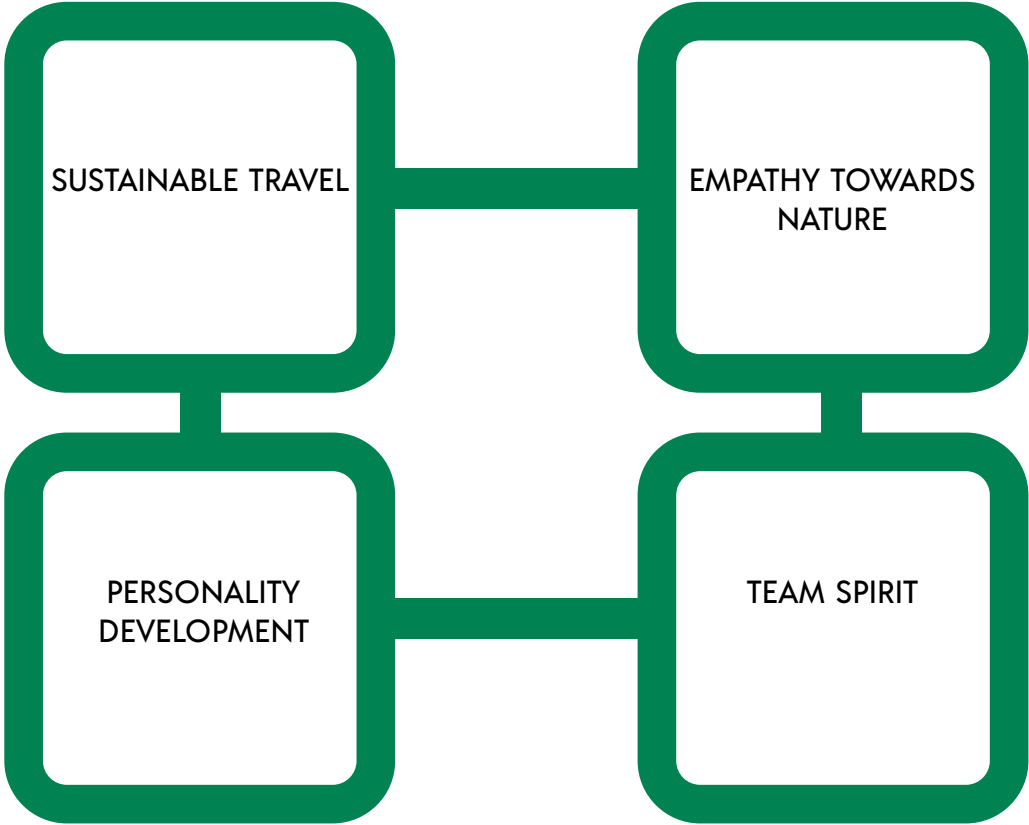 SUSTAINABLE TRAVEL
EMPATHY TOWARDS
NATURE
PERSONALITY
DEVELOPMENT
TEAM SPIRIT